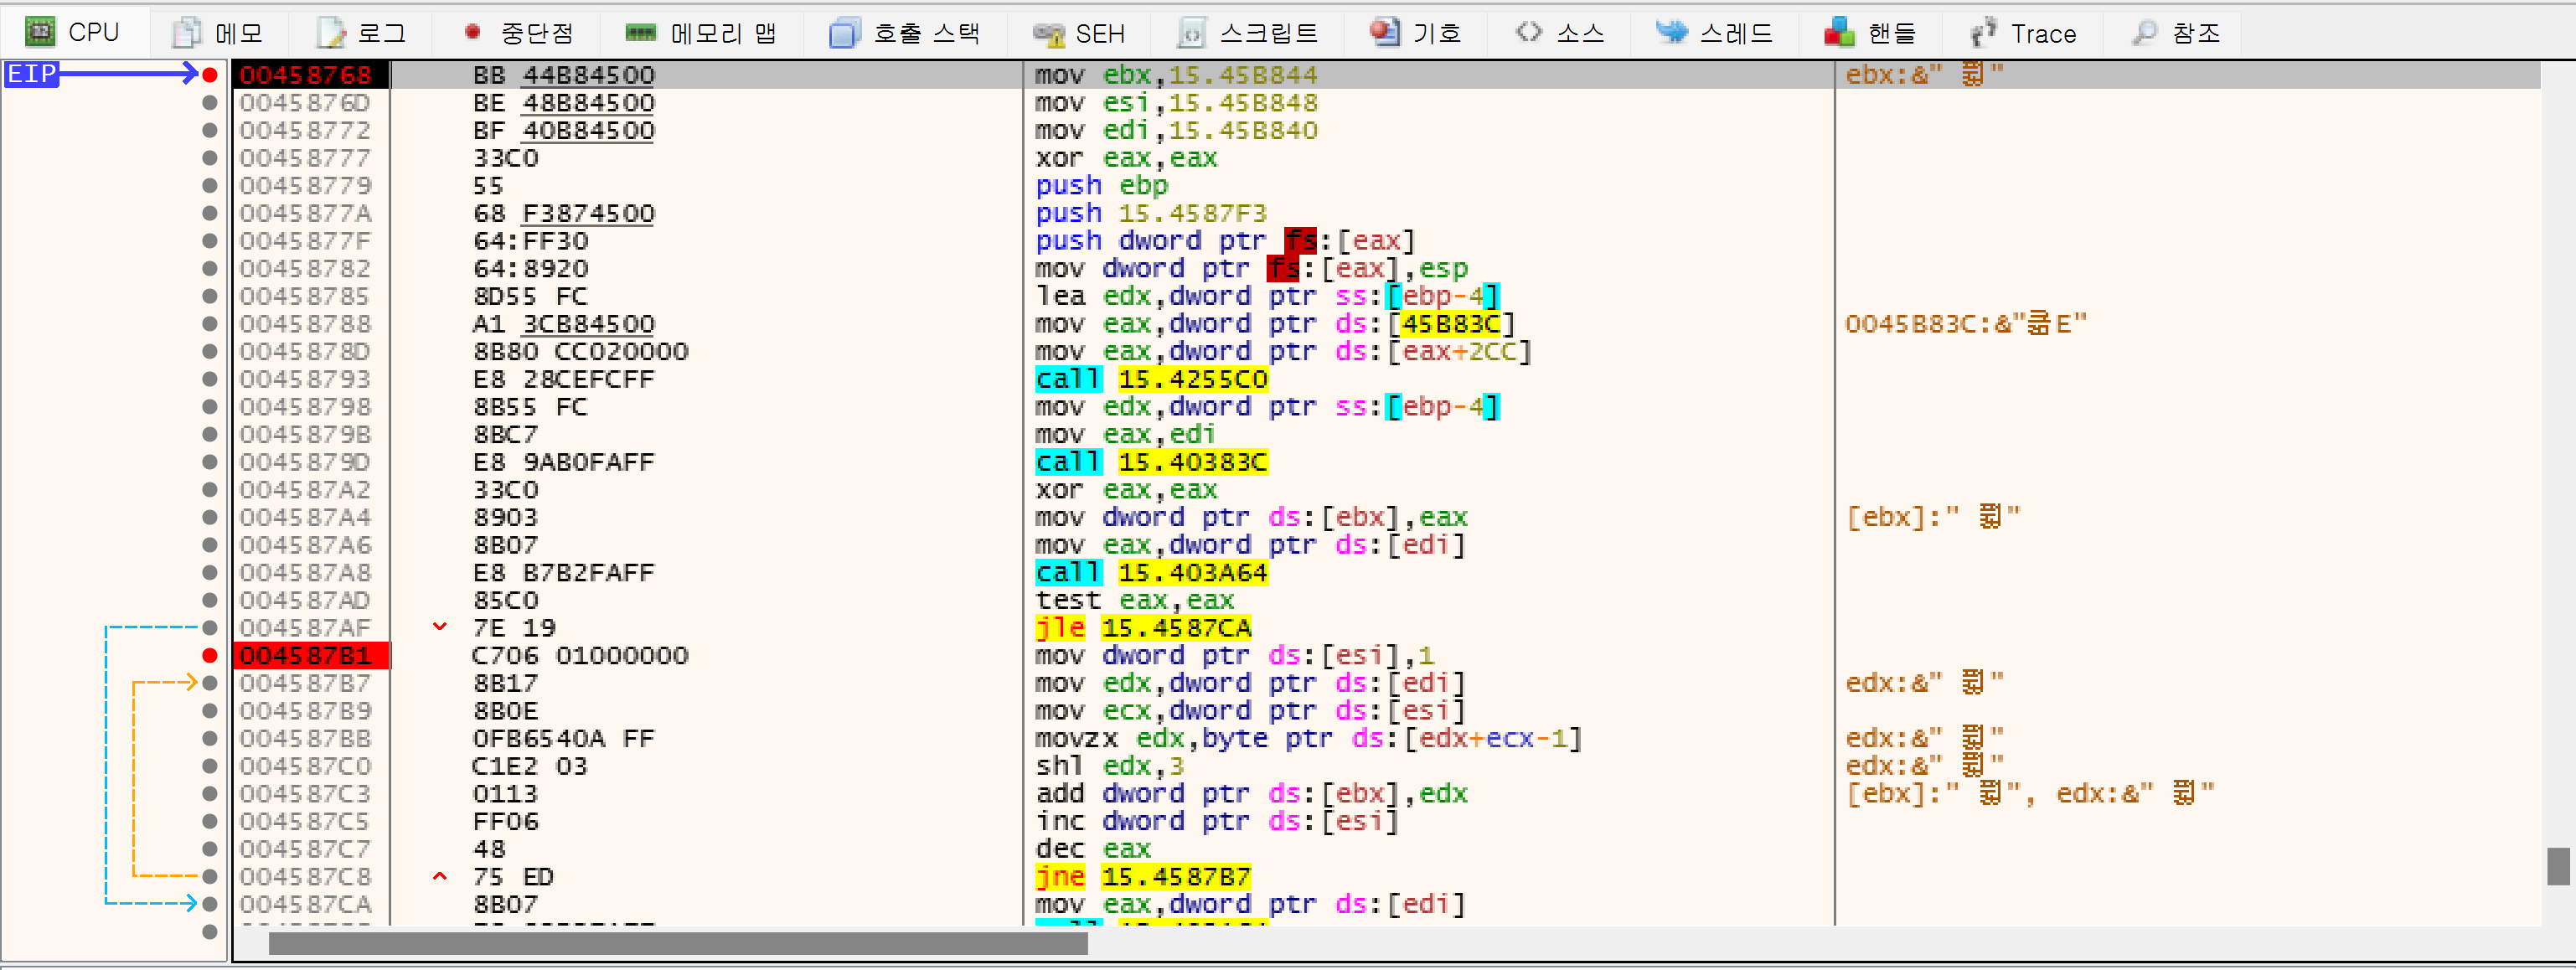 CPU 메모 로그 중단점 메모리 맵 호출 스택 SEH 스크립트 기호 소스 스레드 핸들 Trace 참조
EIP 00458768 BB 44B84500 mov ebx,15.45B844 ebx:&"
0045876D BE 48B84500 mov esi,15.45B848
00458772 BF 40B84500 mov edi,15.45B840
00458777 33C0 xor eax,eax
00458779 55 push ebp
0045877A 68 F3874500 push 15.4587F3
0045877F 64:FF30 push dword ptr fs:[eax]
00458782 64:8920 mov dword ptr fs:[eax],esp
00458785 8D55 FC lea edx,dword ptr ss:[ebp-4]
00458788 A1 3CB84500 mov eax,dword ptr ds:[45B83C] 0045B83C:&"
0045878D 8B80 CC020000 mov eax,dword ptr ds:[eax+2CC]
00458793 E8 28CEFCFF call 15.4255C0
00458798 8B55 FC mov edx,dword ptr ss:[ebp-4]
0045879B 8BC7 mov eax,edi
0045879D E8 9AB0FAFF call 15.40383C
004587A2 33C0 xor eax,eax
004587A4 8903 mov dword ptr ds:[ebx],eax [ebx]:"
004587A6 8B07 mov eax,dword ptr ds:[edi]
004587A8 E8 B7B2FAFF call 15.403A64
004587AD 85C0 test eax,eax
004587AF 7E 19 jle 15.4587CA
004587B1 C706 01000000 mov dword ptr ds:[esi],1
004587B7 8B17 mov edx,dword ptr ds:[edi] edx:&"
004587B9 8B0E mov ecx,dword ptr ds:[esi]
004587BB 0FB6540A FF movzx edx,byte ptr ds:[edx+ecx-1] edx:&"
004587C0 C1E2 03 shl edx,3 edx:&"
004587C3 0113 add dword ptr ds:[ebx],edx [ebx]:" ", edx:&"
004587C5 FF06 inc dword ptr ds:[esi]
004587C7 48 dec eax
004587C8 75 ED jne 15.4587B7
004587CA 8B07 mov eax,dword ptr ds:[edi]